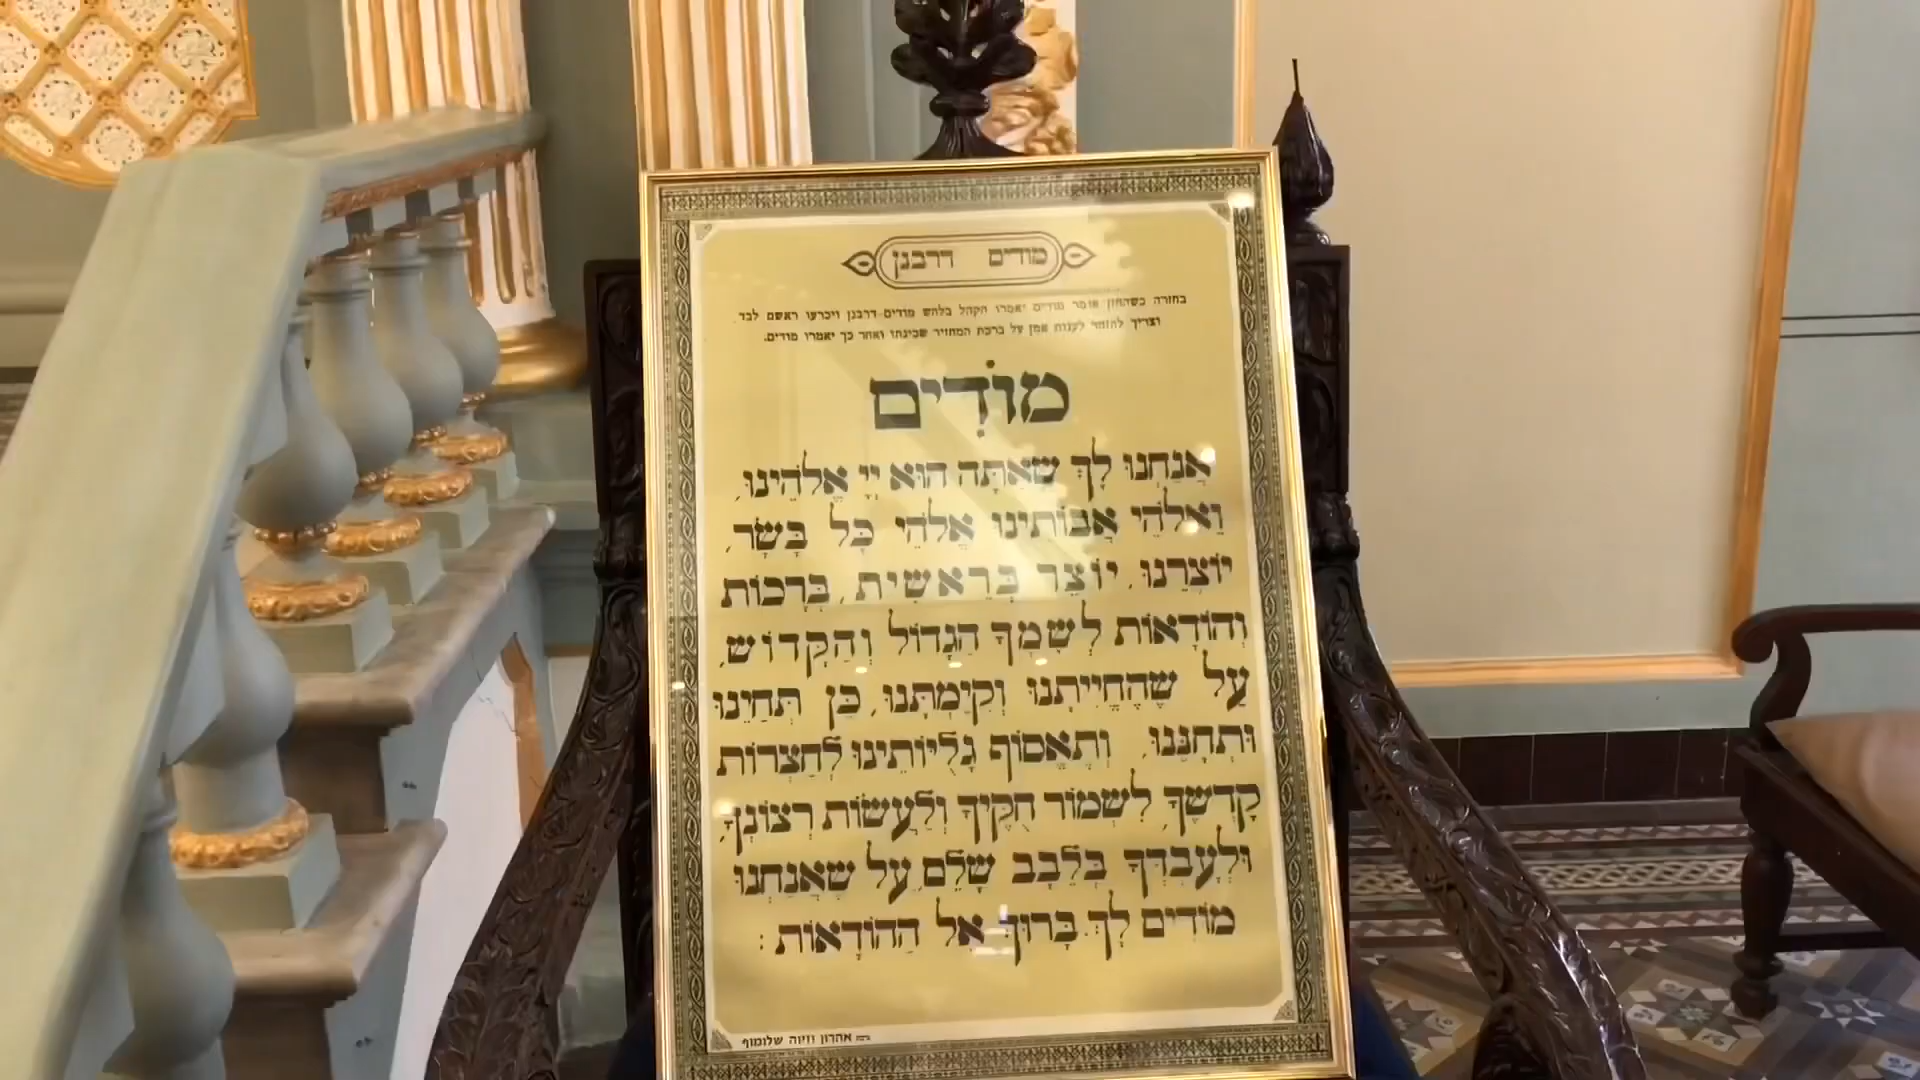 מודים דרבנן
בחזרה כשהחזן אומר מודים יאמרו הקהל בלחש מודים דרבנן ויכרעו ראשם לבד
וצריך להזהר לענות אמן על ברכת המחזיר שכינתו ואחר כך יאמרו מודים.
מוֹדִים
אֲנַחְנוּ לָךְ שָׁאַתָּה הוּא יְיָ אֱלֹהֵינוּ,
וֵאלֹהֵי אֲבוֹתֵינוּ אֱלֹהֵי כָּל בָּשָׂר,
יוֹצְרֵנוּ, יוֹצֵר בְּרֵאשִׁית, בְּרָכוֹת
וְהוֹדָאוֹת לְשִׁמְךָ הַגָּדוֹל וְהַקָּדוֹשׁ,
עַל שֶׁהֶחֱיִיתָנוּ וְקִיַּמְתָּנוּ, כֵּן תְּחַיֵּנוּ
וּתְחָנֵּנוּ, וְתֶאֱסוֹף גָּלֻיּוֹתֵינוּ לְחַצְרוֹת
קָדְשֶׁךָ, לִשְׁמוֹר חֻקֶּיךָ וְלַעֲשׂוֹת רְצוֹנְךָ,
וּלְעָבְדְּךָ בְּלֵבָב שָׁלֵם, עַל שֶׁאֲנַחְנוּ
מוֹדִים לָךְ, בָּרוּךְ אֵל הַהוֹדָאוֹת:
אהרון וזיוה שלומוף